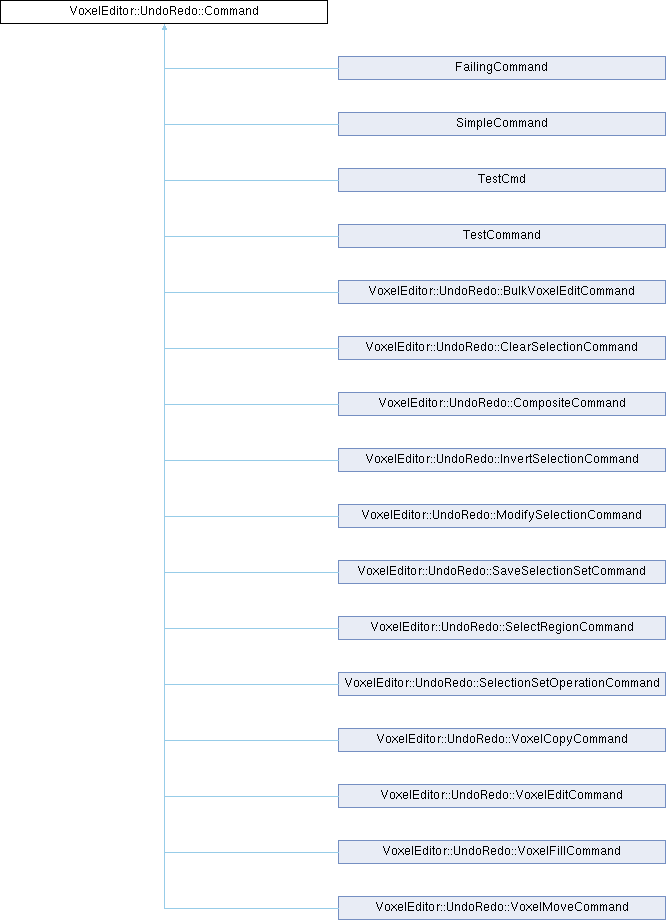 VoxelEditor::UndoRedo::Command
FailingCommand
SimpleCommand
TestCmd
TestCommand
VoxelEditor::UndoRedo::BulkVoxelEditCommand
VoxelEditor::UndoRedo::ClearSelectionCommand
VoxelEditor::UndoRedo::CompositeCommand
VoxelEditor::UndoRedo::InvertSelectionCommand
VoxelEditor::UndoRedo::ModifySelectionCommand
VoxelEditor::UndoRedo::SaveSelectionSetCommand
VoxelEditor::UndoRedo::SelectRegionCommand
VoxelEditor::UndoRedo::SelectionSetOperationCommand
VoxelEditor::UndoRedo::VoxelCopyCommand
VoxelEditor::UndoRedo::VoxelEditCommand
VoxelEditor::UndoRedo::VoxelFillCommand
VoxelEditor::UndoRedo::VoxelMoveCommand